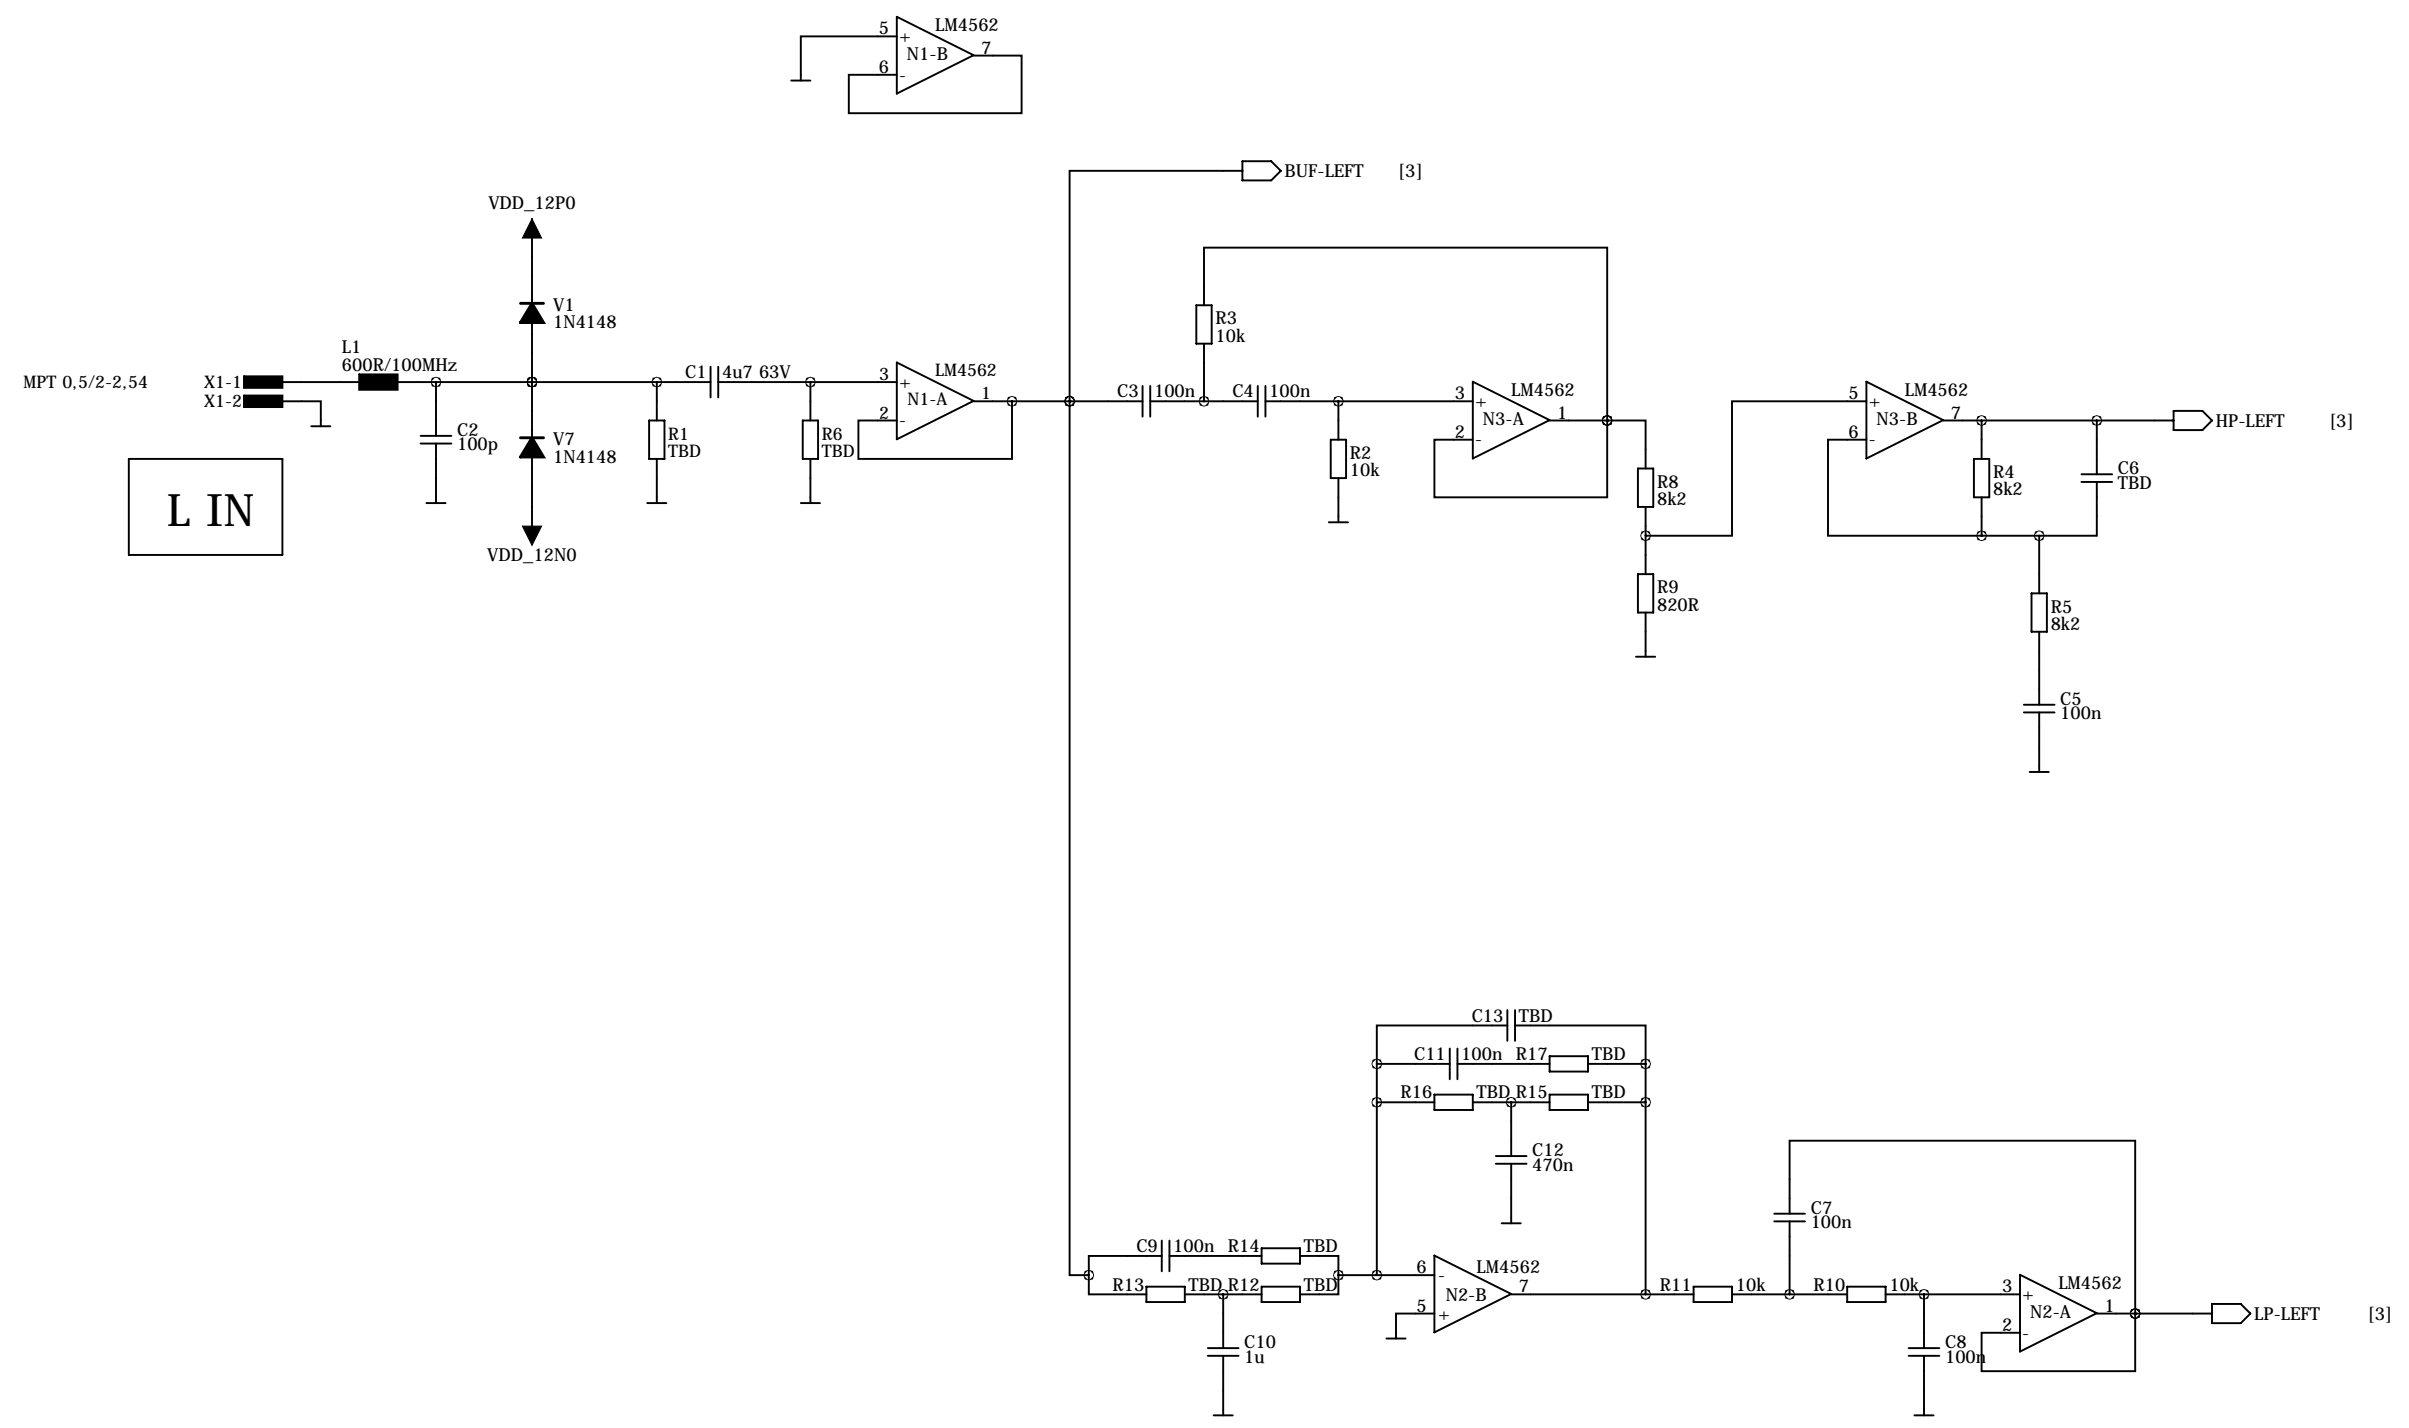 LM4562
5
+
N1-B
7
6
-
BUF-LEFT [3]
VDD_12P0
V1
1N4148
R3
10k
L1
600R/100MHz
MPT 0,5/2-2,54
X1-1
X1-2
C1 4u7 63V
3
+
LM4562
N1-A
1
2
-
C3 100n
C4 100n
3
+
LM4562
N3-A
1
2
-
5
+
LM4562
N3-B
7
6
-
HP-LEFT [3]
C2
100p
V7
1N4148
R1
TBD
R6
TBD
R2
10k
R8
8k2
R4
8k2
C6
TBD
L IN
VDD_12N0
R9
820R
R5
8k2
C5
100n
C13 TBD
C11 100n R17 TBD
R16 TBD R15 TBD
C12
470n
C7
100n
C9 100n R14 TBD
R13 TBD R12 TBD
6
-
LM4562
N2-B
7
5
+
R11 10k
R10 10k
3
+
LM4562
N2-A
1
2
-
LP-LEFT [3]
C10
1u
C8
100n